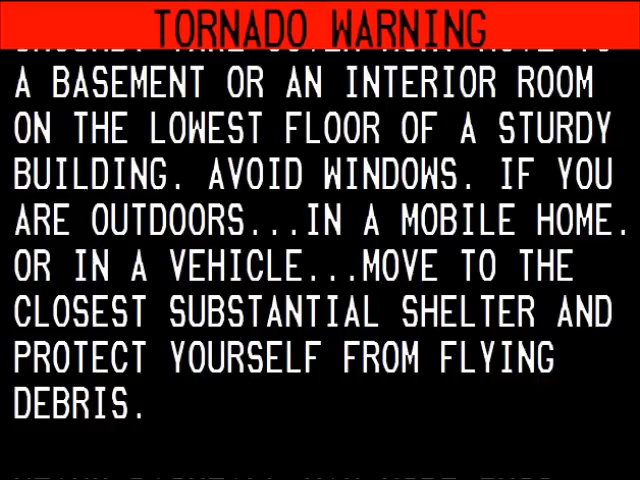 TORNADO WARNING
A BASEMENT OR AN INTERIOR ROOM
ON THE LOWEST FLOOR OF A STURDY
BUILDING. AVOID WINDOWS. IF YOU
ARE OUTDOORS...IN A MOBILE HOME.
OR IN A VEHICLE...MOVE TO THE
CLOSEST SUBSTANTIAL SHELTER AND
PROTECT YOURSELF FROM FLYING
DEBRIS.